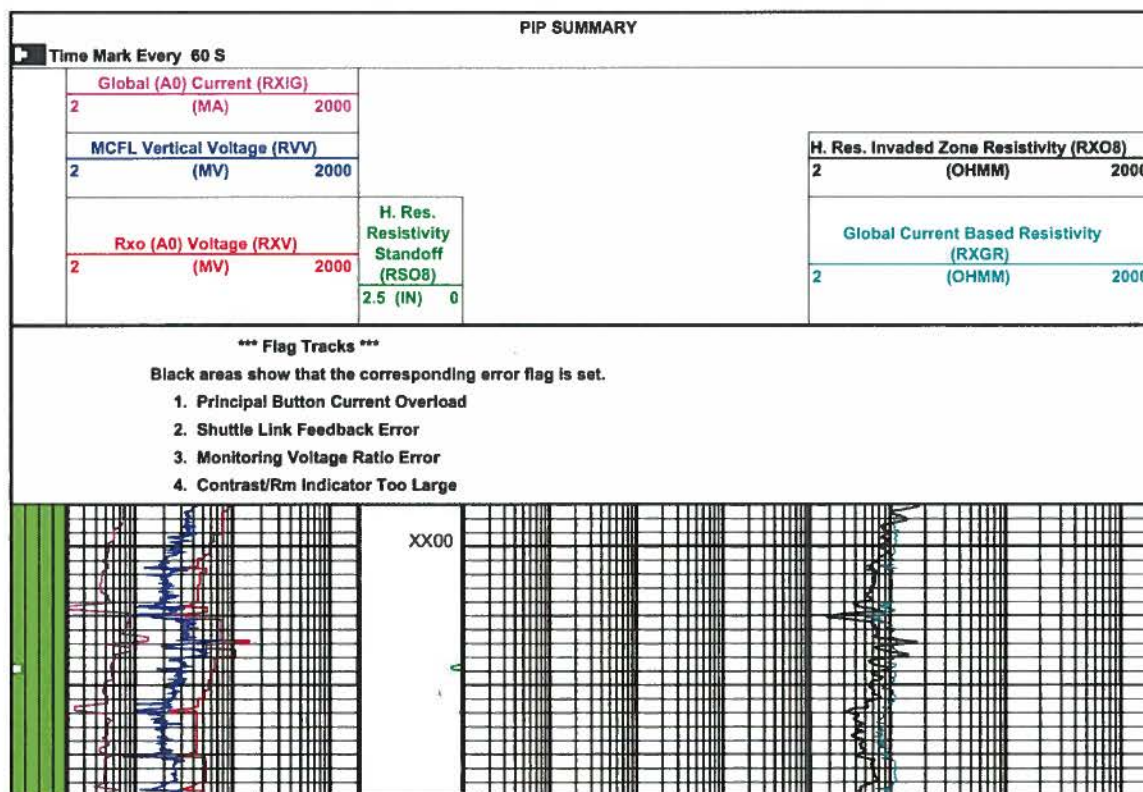 PIP SUMMARY
Time Mark Every 60 S
Global (A0) Current (RXIG)
2 (MA) 2000
MCFL Vertical Voltage (RVV)
2 (MV) 2000
Rxo (A0) Voltage (RXV)
2 (MV) 2000
H. Res.
Resistivity
Standoff
(RSO8)
2.5 (IN) 0
H. Res. Invaded Zone Resistivity (RXO8)
2 (OHMM) 2000
Global Current Based Resistivity
(RXGR)
2 (OHMM) 2000
*** Flag Tracks ***
Black areas show that the corresponding error flag is set.
1. Principal Button Current Overload
2. Shuttle Link Feedback Error
3. Monitoring Voltage Ratio Error
4. Contrast/Rm Indicator Too Large
XX00